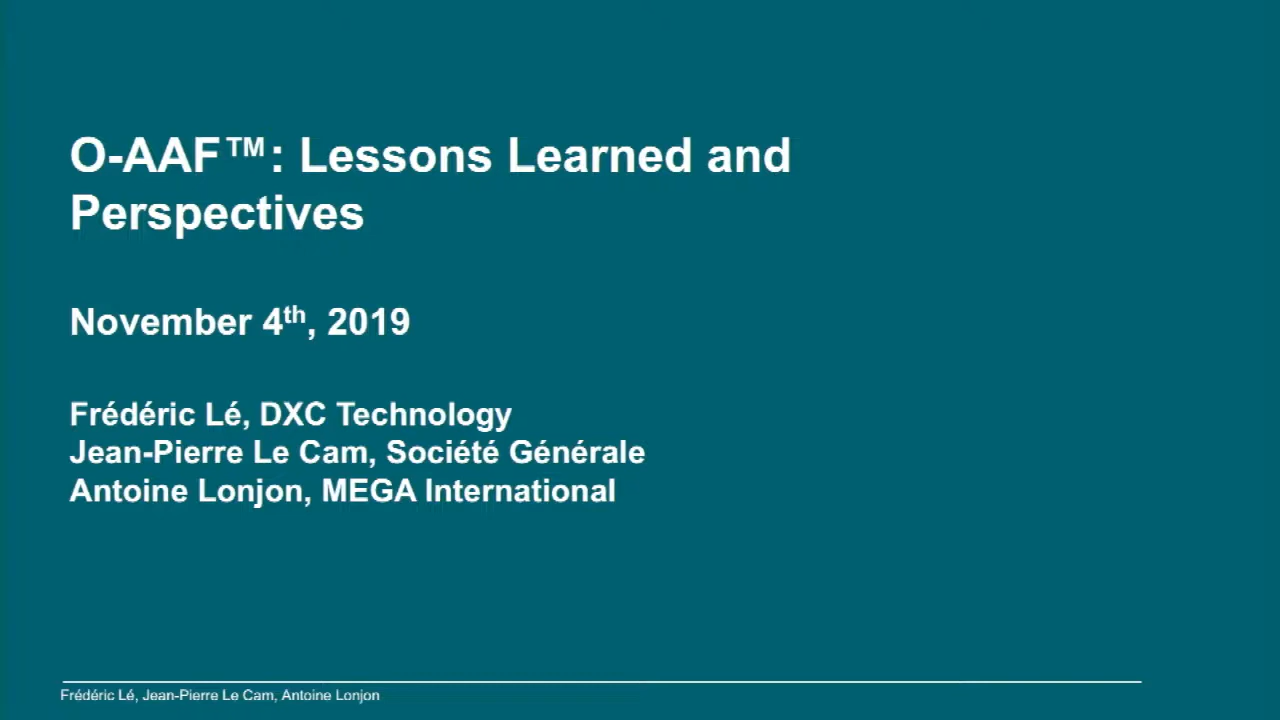 O-AAF™: Lessons Learned and
Perspectives
November 4th, 2019
Frédéric Lé, DXC Technology
Jean-Pierre Le Cam, Société Générale
Antoine Lonjon, MEGA International
Frédéric Lé, Jean-Pierre Le Cam, Antoine Lonjon